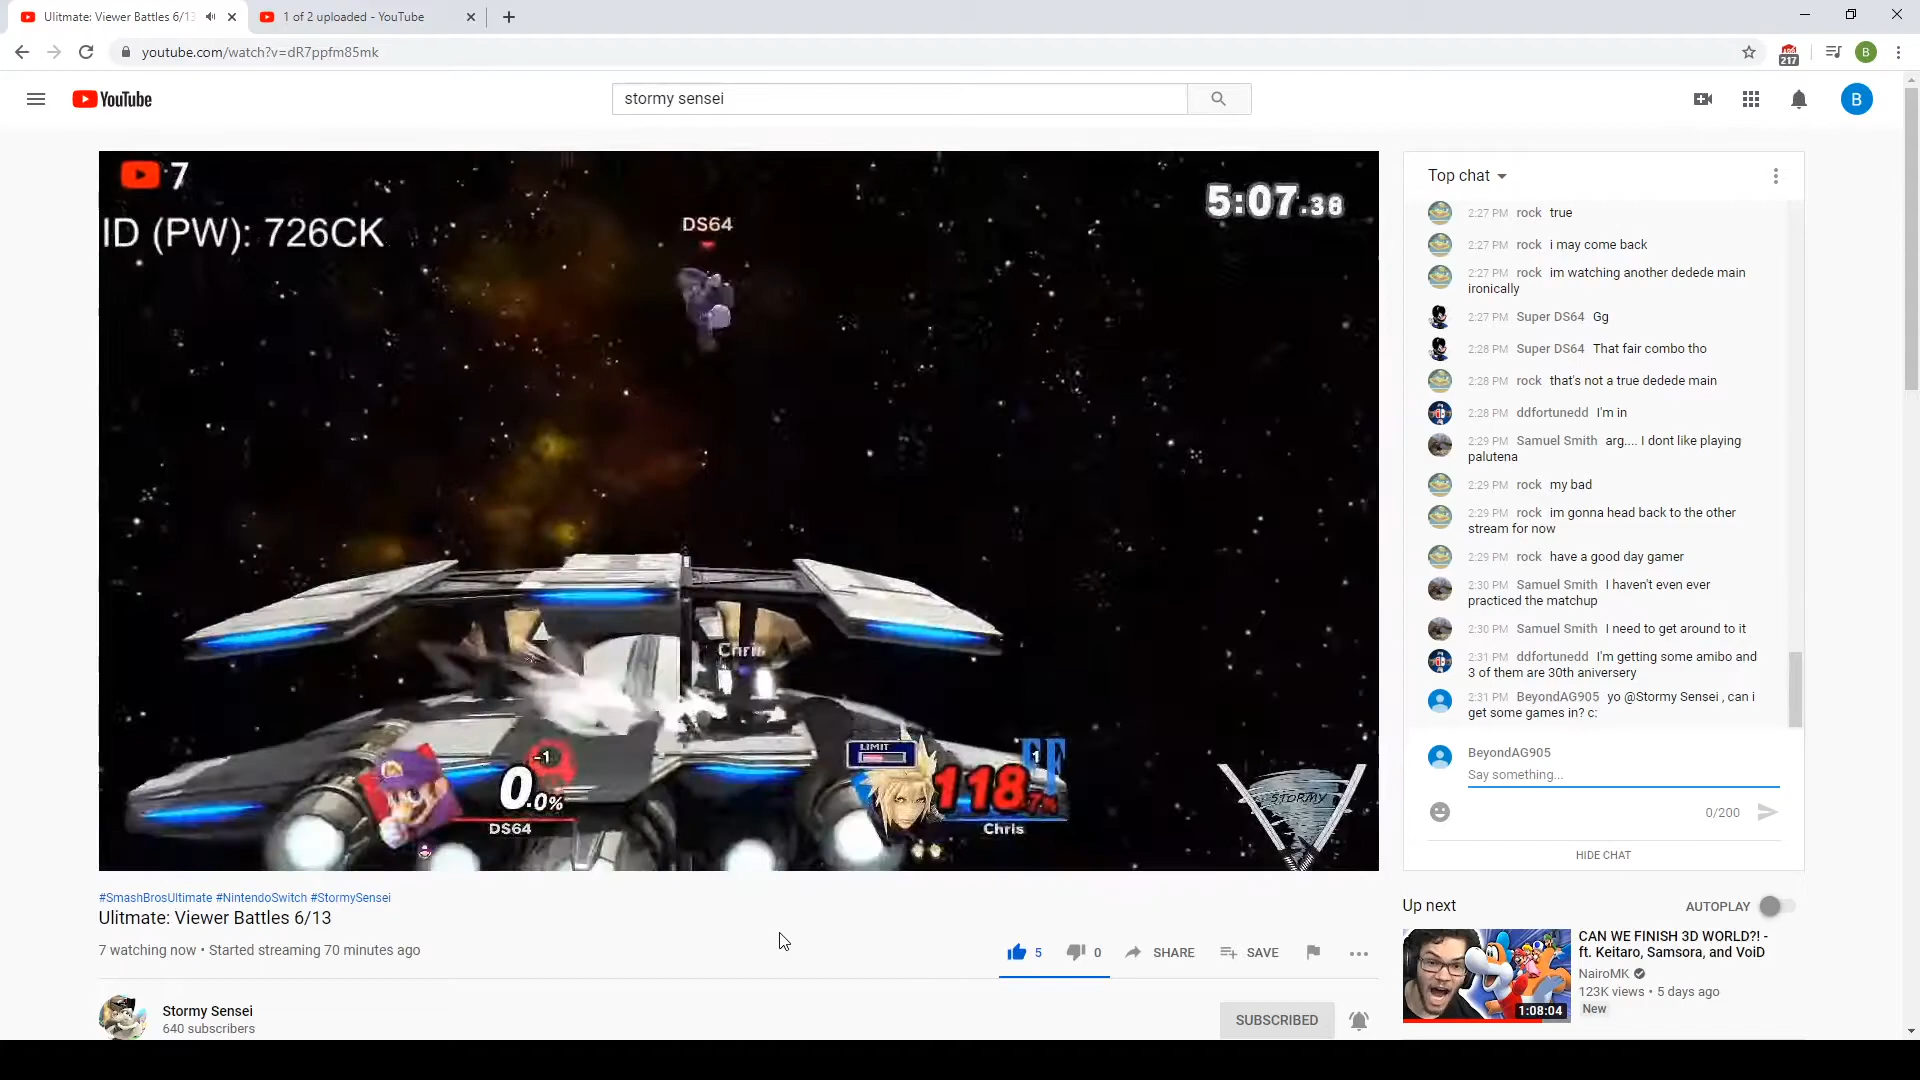 Ulitmate: Viewer Battles 6/13
1 of 2 uploaded - YouTube
youtube.com/watch?v=dR7ppfm85mk
217
B
YouTube
stormy sensei
B
7
ID (PW): 726CK
DS64
5:07.36
Chris
-1
0.0%
DS64
LIMIT
118
1
Chris
STORMY
Top chat
2:27 PM rock true
2:27 PM rock i may come back
2:27 PM rock im watching another dedede main
ironically
2:27 PM Super DS64 Gg
2:28 PM Super DS64 That fair combo tho
2:28 PM rock that's not a true dedede main
2:28 PM ddfortunedd I'm in
2:29 PM Samuel Smith arg.... I dont like playing
palutena
2:29 PM rock my bad
2:29 PM rock im gonna head back to the other
stream for now
2:29 PM rock have a good day gamer
2:30 PM Samuel Smith I haven't even ever
practiced the matchup
2:30 PM Samuel Smith I need to get around to it
2:31 PM ddfortunedd I'm getting some amibo and
3 of them are 30th aniversery
2:31 PM BeyondAG905 yo @Stormy Sensei , can i
get some games in? c:
BeyondAG905
Say something...
0/200
HIDE CHAT
#SmashBrosUltimate #NintendoSwitch #StormySensei
Ulitmate: Viewer Battles 6/13
7 watching now • Started streaming 70 minutes ago
5
0
SHARE
SAVE
Stormy Sensei
640 subscribers
SUBSCRIBED
Up next
AUTOPLAY
CAN WE FINISH 3D WORLD?! -
ft. Keitaro, Samsora, and VoiD
NairoMK
123K views • 5 days ago
New
1:08:04